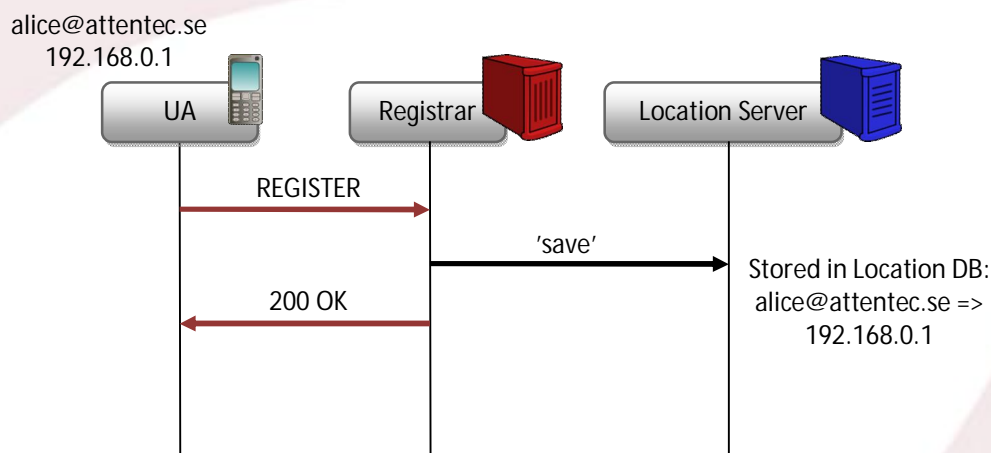 alice@attentec.se
192.168.0.1
UA
Registrar
Location Server
REGISTER
'save'
Stored in Location DB:
alice@attentec.se =>
192.168.0.1
200 OK